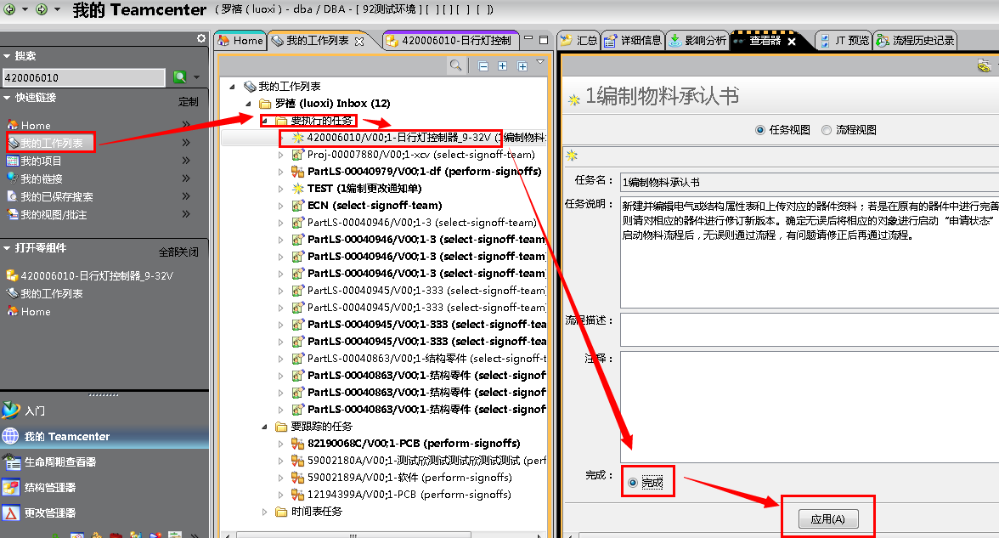 我的 Teamcenter ( 罗禧 ( luoxi ) - dba / DBA - [ 92测试环境 ] [ ] [ ] [ ] [ ])
搜索
420006010
快速链接 定制
Home
我的工作列表
我的项目
我的链接
我的已保存搜索
我的视图/批注
打开零组件 全部关闭
420006010-日行灯控制器_9-32V
我的工作列表
Home
入门
我的 Teamcenter
生命周期查看器
结构管理器
更改管理器
Home 我的工作列表 420006010-日行灯控制
我的工作列表
罗禧 (luoxi) Inbox (12)
要执行的任务
420006010/V00;1-日行灯控制器_9-32V (1编制物料
Proj-00007880/V00;1-xcv (select-signoff-team)
PartLS-00040979/V00;1-df (perform-signoffs)
TEST (1编制更改通知单)
ECN (select-signoff-team)
PartLS-00040946/V00;1-3 (select-signoff-team)
PartLS-00040946/V00;1-3 (select-signoff-team
PartLS-00040946/V00;1-3 (select-signoff-team
PartLS-00040946/V00;1-3 (select-signoff-team
PartLS-00040945/V00;1-333 (select-signoff-team
PartLS-00040945/V00;1-333 (select-signoff-team
PartLS-00040945/V00;1-333 (select-signoff-tea
PartLS-00040945/V00;1-333 (select-signoff-tea
PartLS-00040863/V00;1-结构零件 (select-signoff-t
PartLS-00040863/V00;1-结构零件 (select-signof
PartLS-00040863/V00;1-结构零件 (select-signof
PartLS-00040863/V00;1-结构零件 (select-signof
要跟踪的任务
82190068C/V00;1-PCB (perform-signoffs)
59002180A/V00;1-测试欣测试测试欣测试测试 (perf
59002189A/V00;1-软件 (perform-signoffs)
12194399A/V00;1-PCB (perform-signoffs)
时间表任务
汇总 详细信息 影响分析 查看器 JT 预览 流程历史记录
1编制物料承认书
任务视图 流程视图
任务名： 1编制物料承认书
任务说明： 新建并编辑电气或结构属性表和上传对应的器件资料；若是在原有的器件中进行完善
则请对相应的器件进行修订新版本。确定无误后将相应的对象进行启动“申请状态”
启动物料流程后，无误则通过流程，有问题请修正后再通过流程。
流程描述：
注释：
完成： 完成
应用(A)